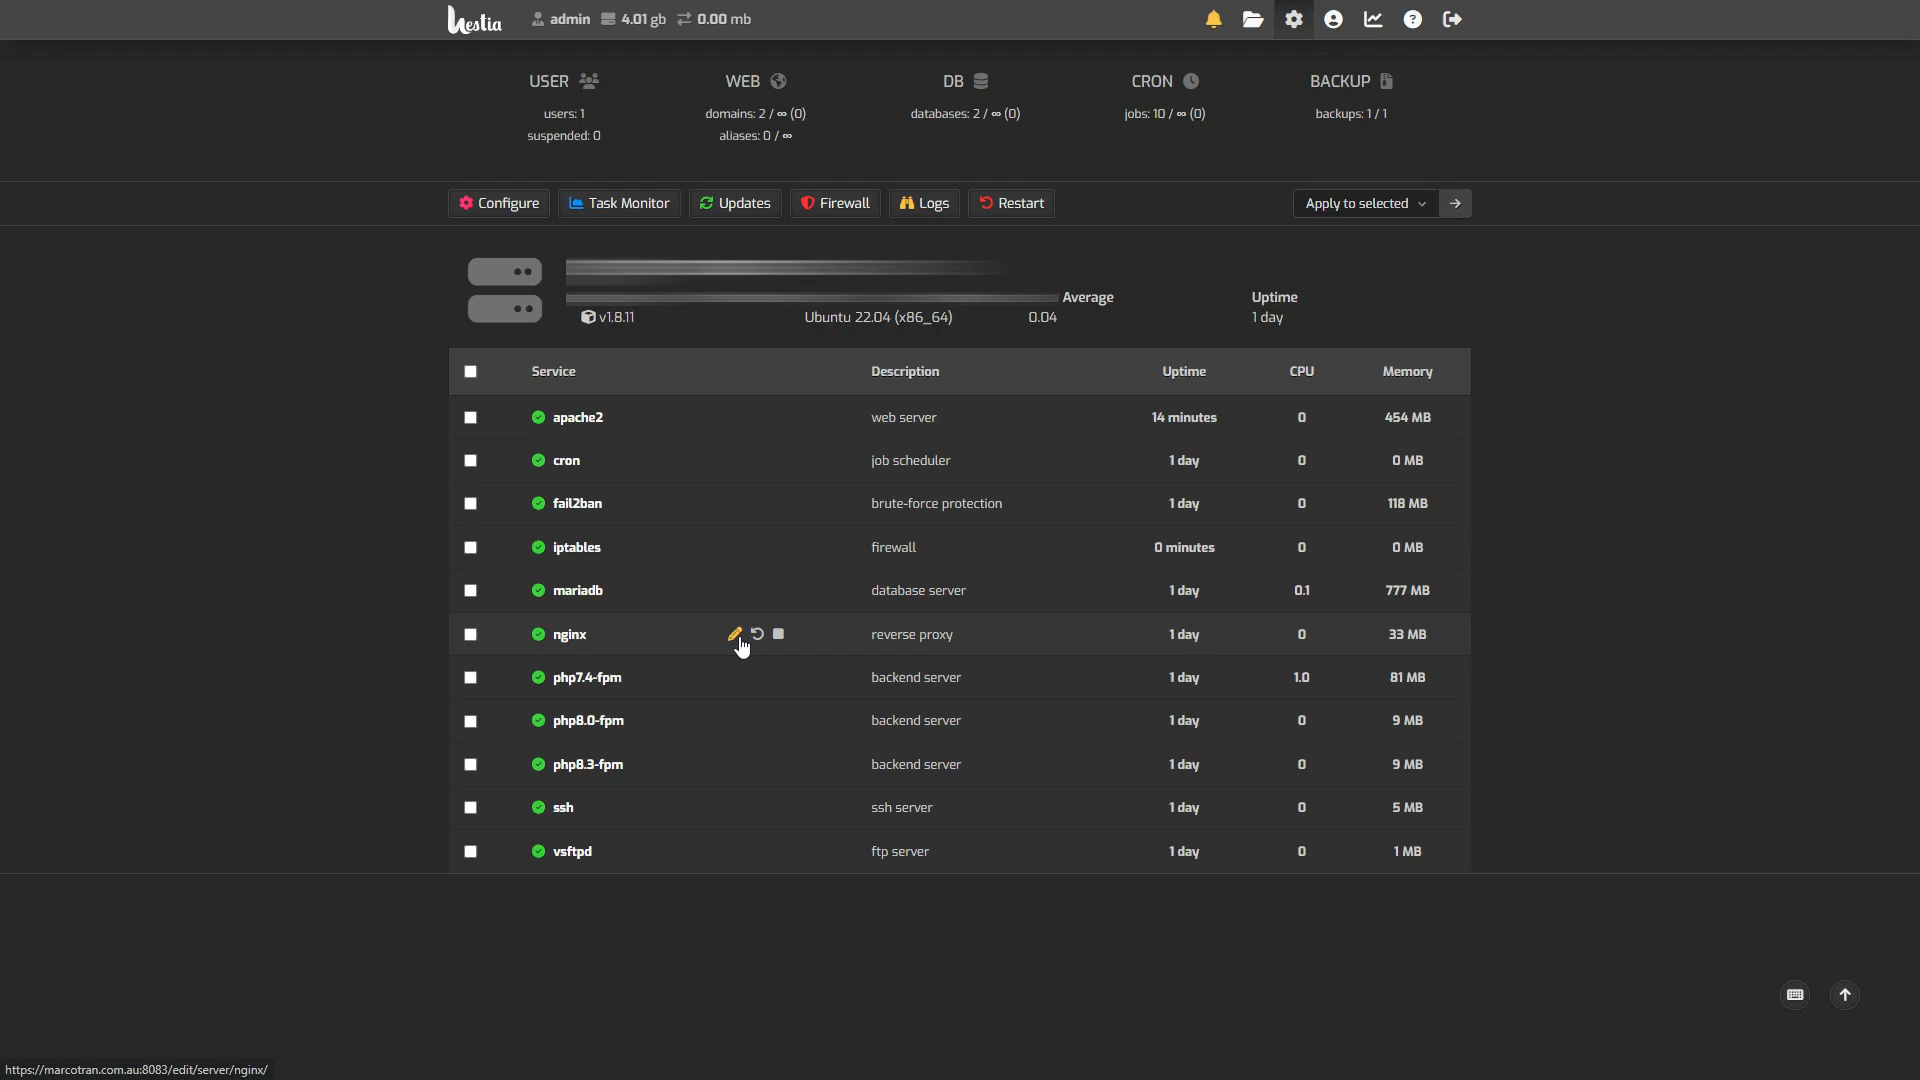 Hestia admin 4.01 gb 0.00 mb
USER WEB DB CRON BACKUP
users: 1 domains: 2 / ∞ (0) databases: 2 / ∞ (0) jobs: 10 / ∞ (0) backups: 1 / 1
suspended: 0 aliases: 0 / ∞
Configure Task Monitor Updates Firewall Logs Restart Apply to selected
Average Uptime
v1.8.11 Ubuntu 22.04 (x86_64) 0.04 1 day
Service Description Uptime CPU Memory
apache2 web server 14 minutes 0 454 MB
cron job scheduler 1 day 0 0 MB
fail2ban brute-force protection 1 day 0 118 MB
iptables firewall 0 minutes 0 0 MB
mariadb database server 1 day 0.1 777 MB
nginx reverse proxy 1 day 0 33 MB
php7.4-fpm backend server 1 day 1.0 81 MB
php8.0-fpm backend server 1 day 0 9 MB
php8.3-fpm backend server 1 day 0 9 MB
ssh ssh server 1 day 0 5 MB
vsftpd ftp server 1 day 0 1 MB
https://marcotran.com.au:8083/edit/server/nginx/